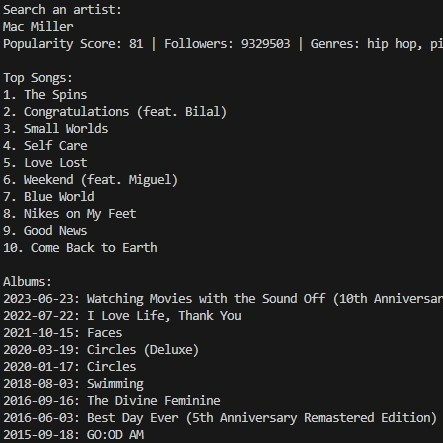 Search an artist:
Mac Miller
Popularity Score: 81 | Followers: 9329503 | Genres: hip hop, pi
Top Songs:
1. The Spins
2. Congratulations (feat. Bilal)
3. Small Worlds
4. Self Care
5. Love Lost
6. Weekend (feat. Miguel)
7. Blue World
8. Nikes on My Feet
9. Good News
10. Come Back to Earth
Albums:
2023-06-23: Watching Movies with the Sound Off (10th Anniversar
2022-07-22: I Love Life, Thank You
2021-10-15: Faces
2020-03-19: Circles (Deluxe)
2020-01-17: Circles
2018-08-03: Swimming
2016-09-16: The Divine Feminine
2016-06-03: Best Day Ever (5th Anniversary Remastered Edition)
2015-09-18: GO:OD AM